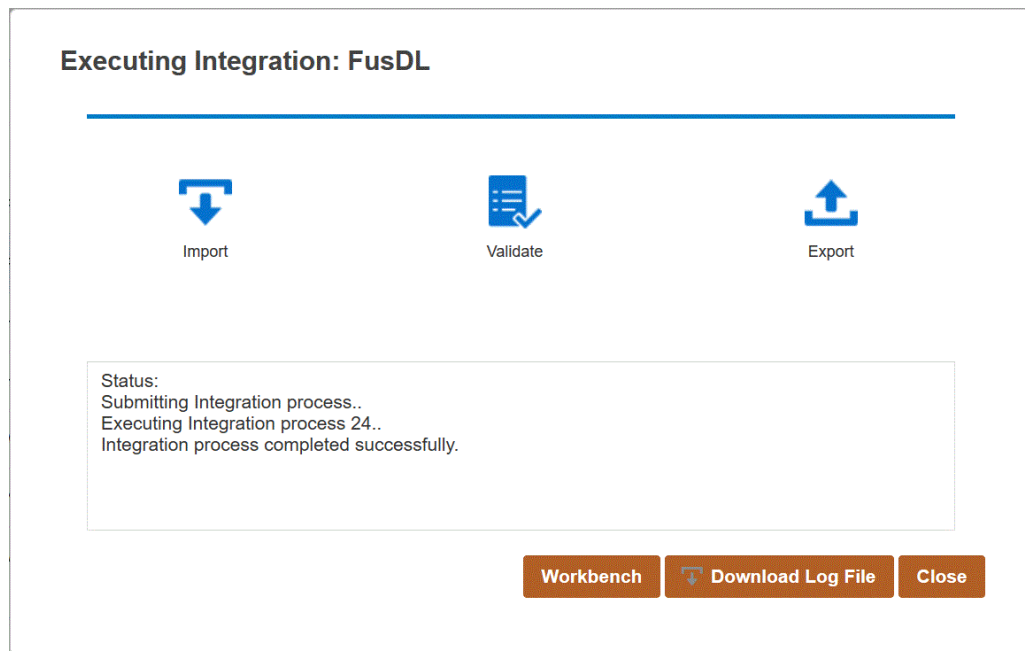 Executing Integration: FusDL
Import
Validate
Export
Status:
Submitting Integration process..
Executing Integration process 24..
Integration process completed successfully.
Workbench
Download Log File
Close